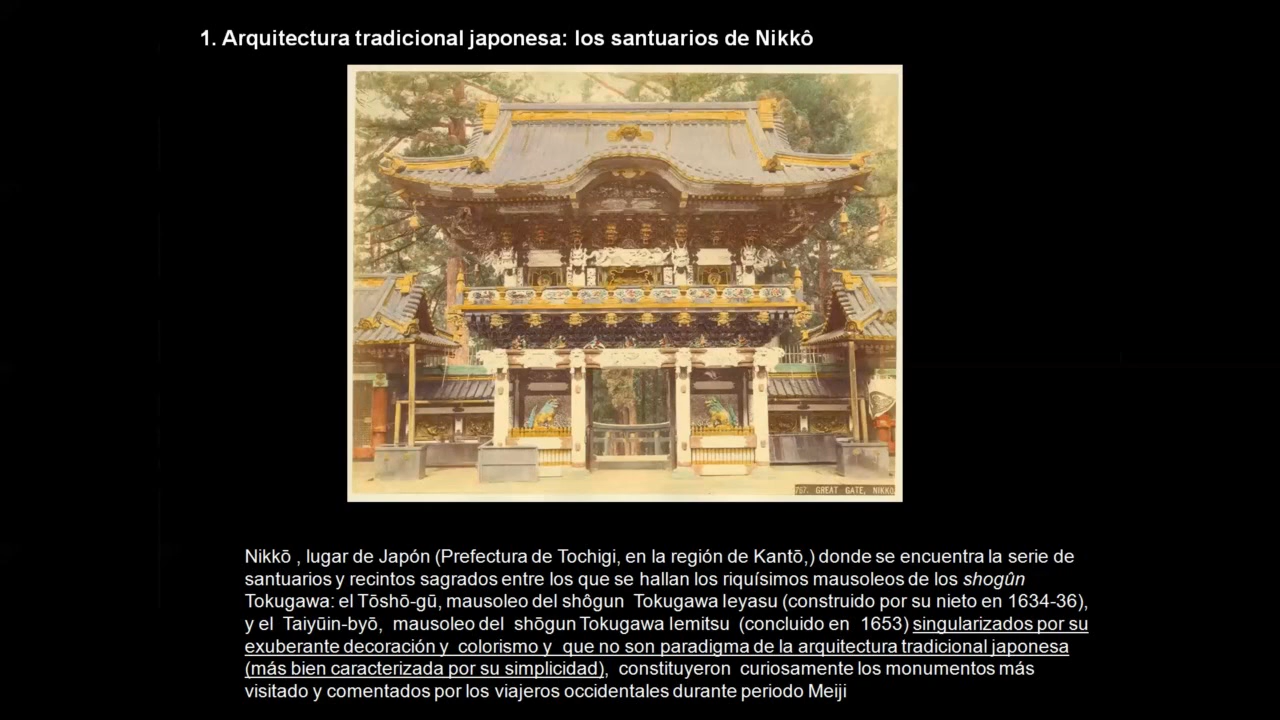 1. Arquitectura tradicional japonesa: los santuarios de Nikkô
767. GREAT GATE, NIKKO
Nikkō , lugar de Japón (Prefectura de Tochigi, en la región de Kantō,) donde se encuentra la serie de
santuarios y recintos sagrados entre los que se hallan los riquísimos mausoleos de los shogûn
Tokugawa: el Tōshō-gū, mausoleo del shôgun Tokugawa Ieyasu (construido por su nieto en 1634-36),
y el Taiyūin-byō, mausoleo del shōgun Tokugawa Iemitsu (concluido en 1653) singularizados por su
exuberante decoración y colorismo y que no son paradigma de la arquitectura tradicional japonesa
(más bien caracterizada por su simplicidad), constituyeron curiosamente los monumentos más
visitado y comentados por los viajeros occidentales durante periodo Meiji